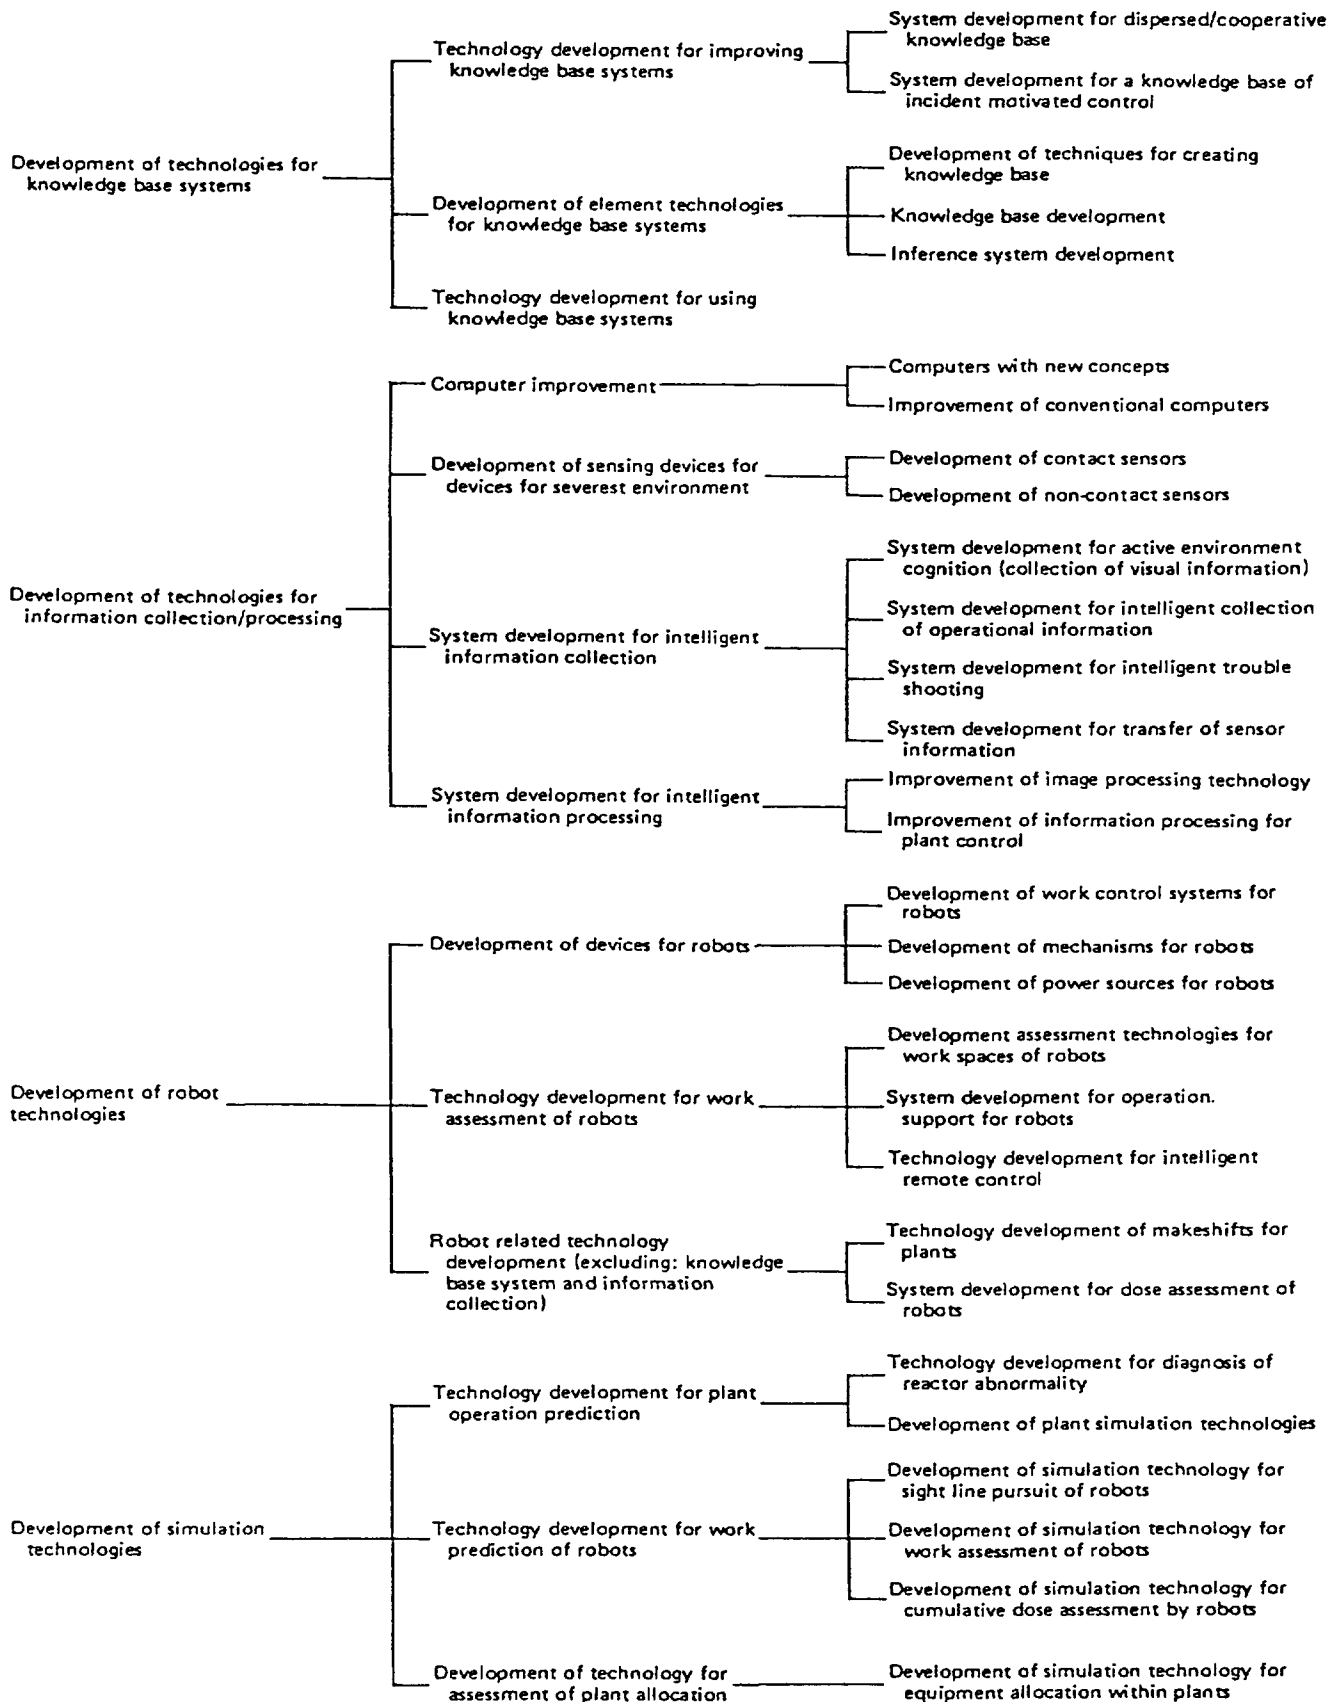 Development of technologies for
knowledge base systems
Technology development for improving
knowledge base systems
System development for dispersed/cooperative
knowledge base
System development for a knowledge base of
incident motivated control
Development of element technologies
for knowledge base systems
Development of techniques for creating
knowledge base
Knowledge base development
Inference system development
Technology development for using
knowledge base systems
Development of technologies for
information collection/processing
Computer improvement
Computers with new concepts
Improvement of conventional computers
Development of sensing devices for
devices for severest environment
Development of contact sensors
Development of non-contact sensors
System development for intelligent
information collection
System development for active environment
cognition (collection of visual information)
System development for intelligent collection
of operational information
System development for intelligent trouble
shooting
System development for transfer of sensor
information
System development for intelligent
information processing
Improvement of image processing technology
Improvement of information processing for
plant control
Development of robot
technologies
Development of devices for robots
Development of work control systems for
robots
Development of mechanisms for robots
Development of power sources for robots
Technology development for work
assessment of robots
Development assessment technologies for
work spaces of robots
System development for operation.
support for robots
Technology development for intelligent
remote control
Robot related technology
development (excluding: knowledge
base system and information
collection)
Technology development of makeshifts for
plants
System development for dose assessment of
robots
Development of simulation
technologies
Technology development for plant
operation prediction
Technology development for diagnosis of
reactor abnormality
Development of plant simulation technologies
Technology development for work
prediction of robots
Development of simulation technology for
sight line pursuit of robots
Development of simulation technology for
work assessment of robots
Development of simulation technology for
cumulative dose assessment by robots
Development of technology for
assessment of plant allocation
Development of simulation technology for
equipment allocation within plants